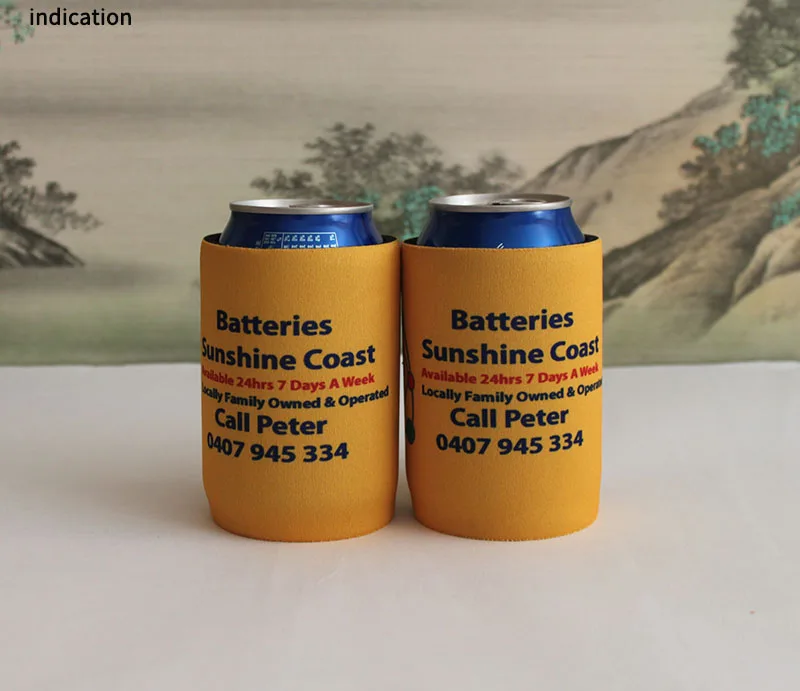 indication
Batteries
Sunshine Coast
Available 24hrs 7 Days A Week
Locally Family Owned & Operated
Call Peter
0407 945 334
Batteries
Sunshine Coast
Available 24hrs 7 Days A Week
Locally Family Owned & Operated
Call Peter
0407 945 334